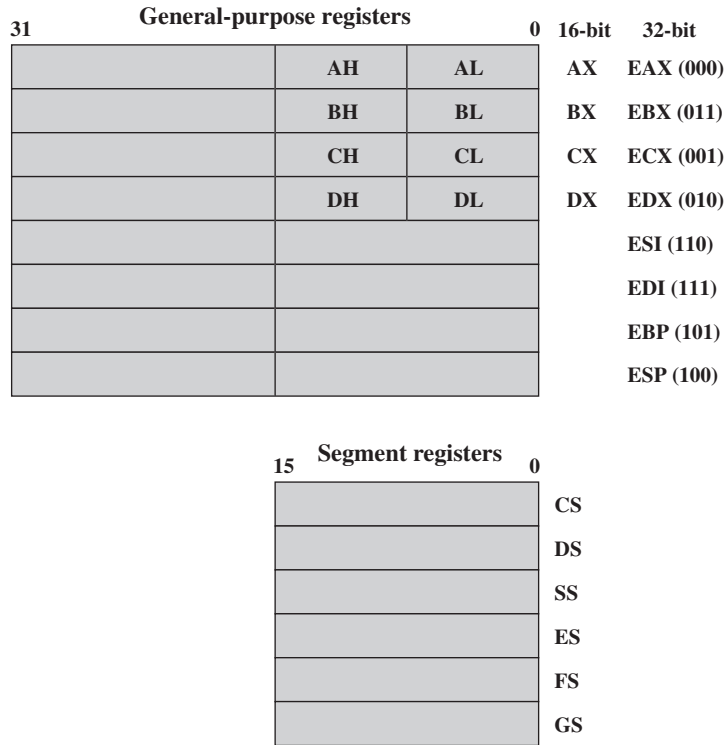 General-purpose registers
31 0 16-bit 32-bit
AH AL AX EAX (000)
BH BL BX EBX (011)
CH CL CX ECX (001)
DH DL DX EDX (010)
ESI (110)
EDI (111)
EBP (101)
ESP (100)
Segment registers
15 0
CS
DS
SS
ES
FS
GS